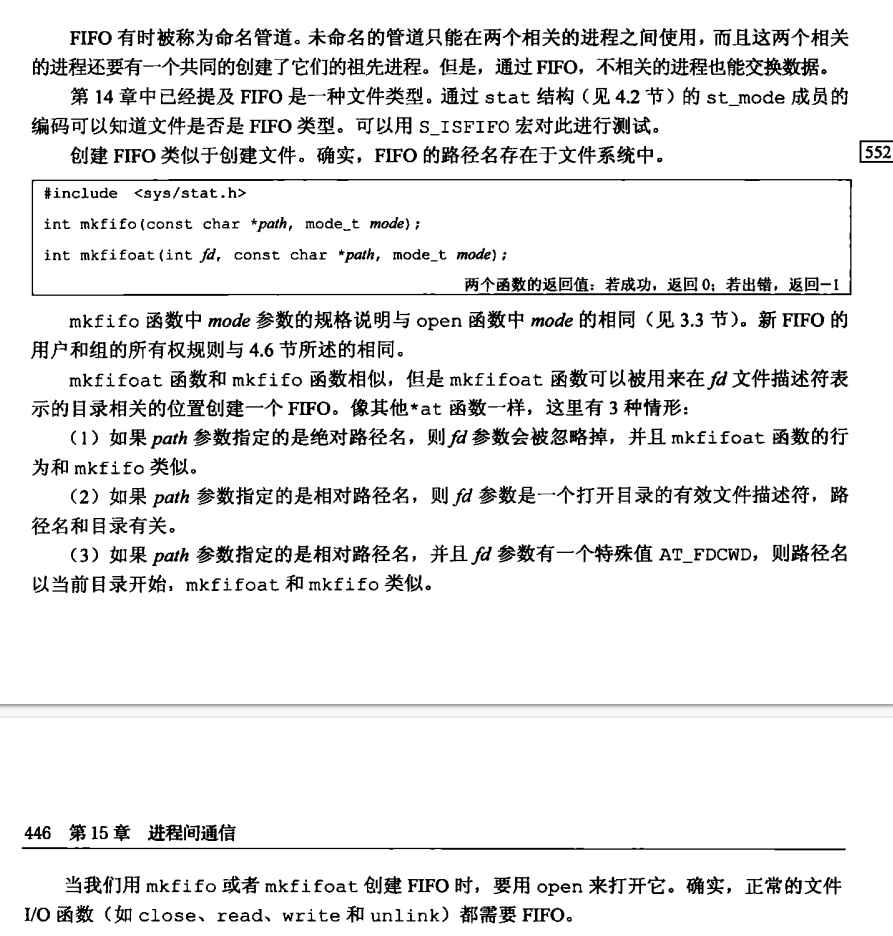 FIFO 有时被称为命名管道。未命名的管道只能在两个相关的进程之间使用，而且这两个相关
的进程还要有一个共同的创建了它们的祖先进程。但是，通过 FIFO，不相关的进程也能交换数据。
第 14 章中已经提及 FIFO 是一种文件类型。通过 stat 结构（见 4.2 节）的 st_mode 成员的
编码可以知道文件是否是 FIFO 类型。可以用 S_ISFIFO 宏对此进行测试。
创建 FIFO 类似于创建文件。确实，FIFO 的路径名存在于文件系统中。
552
#include <sys/stat.h>
int mkfifo(const char *path, mode_t mode);
int mkfifoat(int fd, const char *path, mode_t mode);
两个函数的返回值：若成功，返回 0；若出错，返回−1
mkfifo 函数中 mode 参数的规格说明与 open 函数中 mode 的相同（见 3.3 节）。新 FIFO 的
用户和组的所有权规则与 4.6 节所述的相同。
mkfifoat 函数和 mkfifo 函数相似，但是 mkfifoat 函数可以被用来在 fd 文件描述符表
示的目录相关的位置创建一个 FIFO。像其他*at 函数一样，这里有 3 种情形：
（1）如果 path 参数指定的是绝对路径名，则 fd 参数会被忽略掉，并且 mkfifoat 函数的行
为和 mkfifo 类似。
（2）如果 path 参数指定的是相对路径名，则 fd 参数是一个打开目录的有效文件描述符，路
径名和目录有关。
（3）如果 path 参数指定的是相对路径名，并且 fd 参数有一个特殊值 AT_FDCWD，则路径名
以当前目录开始，mkfifoat 和 mkfifo 类似。
446 第 15 章 进程间通信
当我们用 mkfifo 或者 mkfifoat 创建 FIFO 时，要用 open 来打开它。确实，正常的文件
I/O 函数（如 close、read、write 和 unlink）都需要 FIFO。